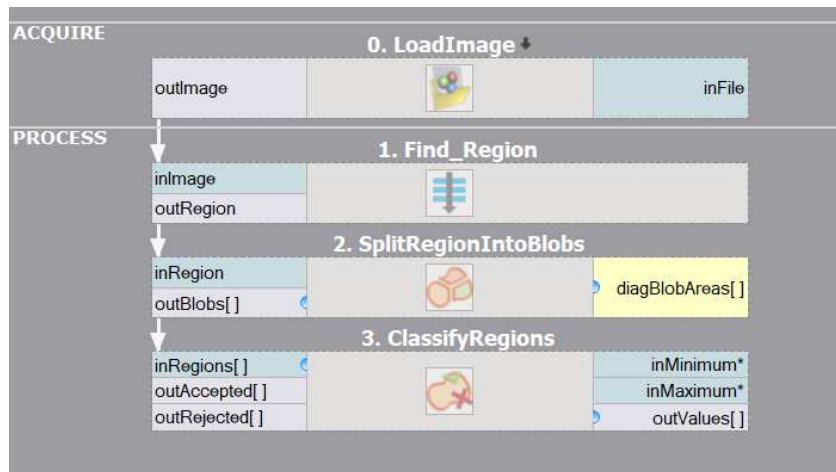 ACQUIRE
0. LoadImage
outImage
inFile
PROCESS
1. Find_Region
inImage
outRegion
2. SplitRegionIntoBlobs
inRegion
outBlobs[ ]
diagBlobAreas[ ]
3. ClassifyRegions
inRegions[ ]
inMinimum*
outAccepted[ ]
inMaximum*
outRejected[ ]
outValues[ ]